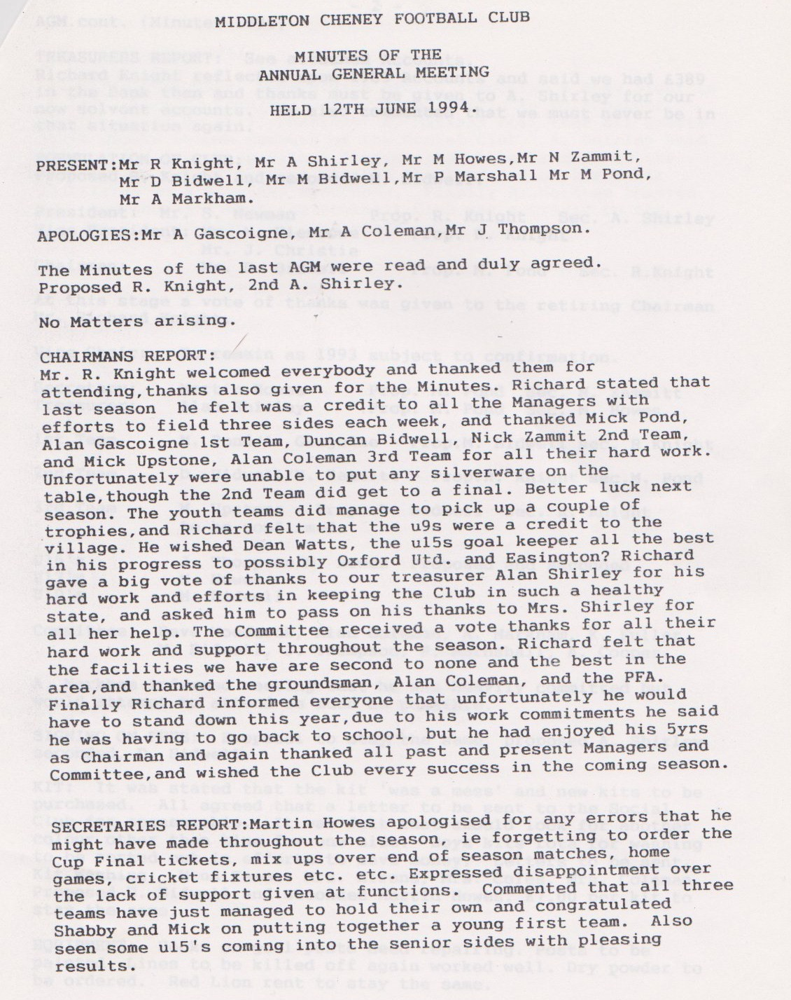 MIDDLETON CHENEY FOOTBALL CLUB
MINUTES OF THE
ANNUAL GENERAL MEETING
HELD 12TH JUNE 1994.
PRESENT:Mr R Knight, Mr A Shirley, Mr M Howes,Mr N Zammit,
Mr D Bidwell, Mr M Bidwell,Mr P Marshall Mr M Pond,
Mr A Markham.
APOLOGIES:Mr A Gascoigne, Mr A Coleman,Mr J Thompson.
The Minutes of the last AGM were read and duly agreed.
Proposed R. Knight, 2nd A. Shirley.
No Matters arising.
CHAIRMANS REPORT:
Mr. R. Knight welcomed everybody and thanked them for
attending,thanks also given for the Minutes. Richard stated that
last season  he felt was a credit to all the Managers with
efforts to field three sides each week, and thanked Mick Pond,
Alan Gascoigne 1st Team, Duncan Bidwell, Nick Zammit 2nd Team,
and Mick Upstone, Alan Coleman 3rd Team for all their hard work.
Unfortunately were unable to put any silverware on the
table,though the 2nd Team did get to a final. Better luck next
season. The youth teams did manage to pick up a couple of
trophies,and Richard felt that the u9s were a credit to the
village. He wished Dean Watts, the u15s goal keeper all the best
in his progress to possibly Oxford Utd. and Easington? Richard
gave a big vote of thanks to our treasurer Alan Shirley for his
hard work and efforts in keeping the Club in such a healthy
state, and asked him to pass on his thanks to Mrs. Shirley for
all her help. The Committee received a vote thanks for all their
hard work and support throughout the season. Richard felt that
the facilities we have are second to none and the best in the
area,and thanked the groundsman, Alan Coleman, and the PFA.
Finally Richard informed everyone that unfortunately he would
have to stand down this year,due to his work commitments he said
he was having to go back to school, but he had enjoyed his 5yrs
as Chairman and again thanked all past and present Managers and
Committee,and wished the Club every success in the coming season.
SECRETARIES REPORT:Martin Howes apologised for any errors that he
might have made throughout the season, ie forgetting to order the
Cup Final tickets, mix ups over end of season matches,
games/cricket fixtures etc. etc.  Expressed disappointment over
the lack of support given at functions.  Commented that all three
teams have just managed to hold their own and congratulated
Shabby and Mick on putting together a young first team.  Also
seen some u15's coming into the senior sides with pleasing
results.